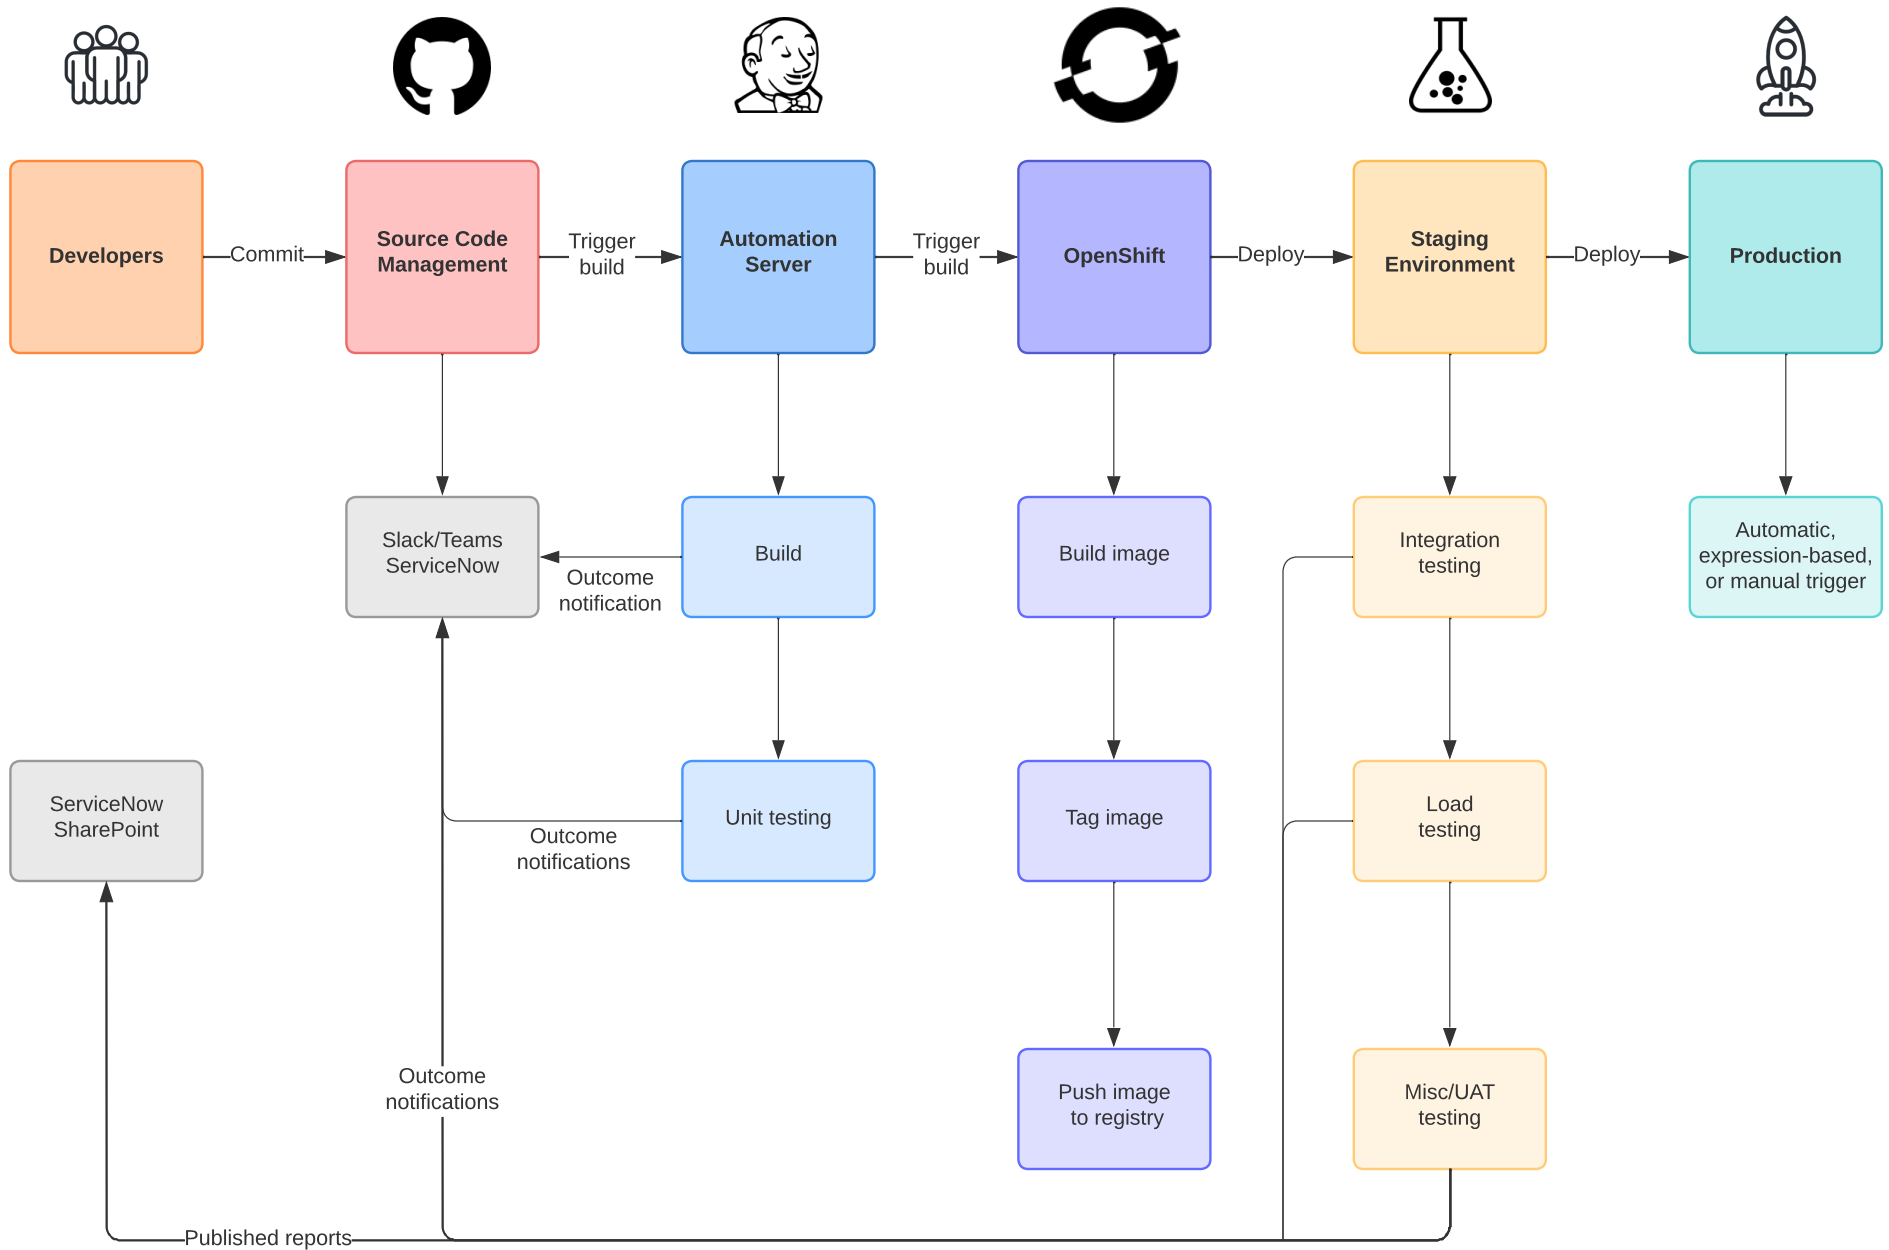 Developers
Commit
Source Code
Management
Trigger
build
Automation
Server
Trigger
build
OpenShift
Deploy
Staging
Environment
Deploy
Production
Slack/Teams
ServiceNow
Outcome
notification
Build
Build image
Integration
testing
Automatic,
expression-based,
or manual trigger
ServiceNow
SharePoint
Outcome
notifications
Unit testing
Tag image
Load
testing
Outcome
notifications
Push image
to registry
Misc/UAT
testing
Published reports